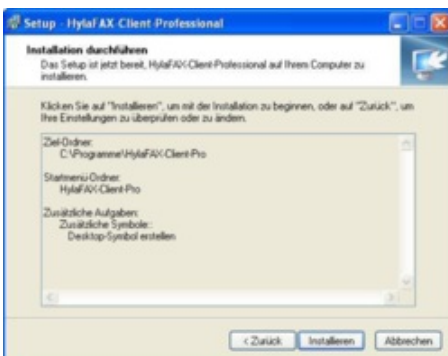 Setup - HylaFAX-Client-Professional
Installation durchführen
Das Setup ist jetzt bereit, HylaFAX-Client-Professional auf Ihrem Computer zu
installieren.
Klicken Sie auf "Installieren", um mit der Installation zu beginnen, oder auf "Zurück", um
Ihre Einstellungen zu überprüfen oder zu ändern.
Ziel-Ordner:
C:\Programme\HylaFAX-Client-Pro
Startmenü-Ordner:
HylaFAX-Client-Pro
Zusätzliche Aufgaben:
Zusätzliche Symbole::
Desktop-Symbol erstellen
< Zurück
Installieren
Abbrechen